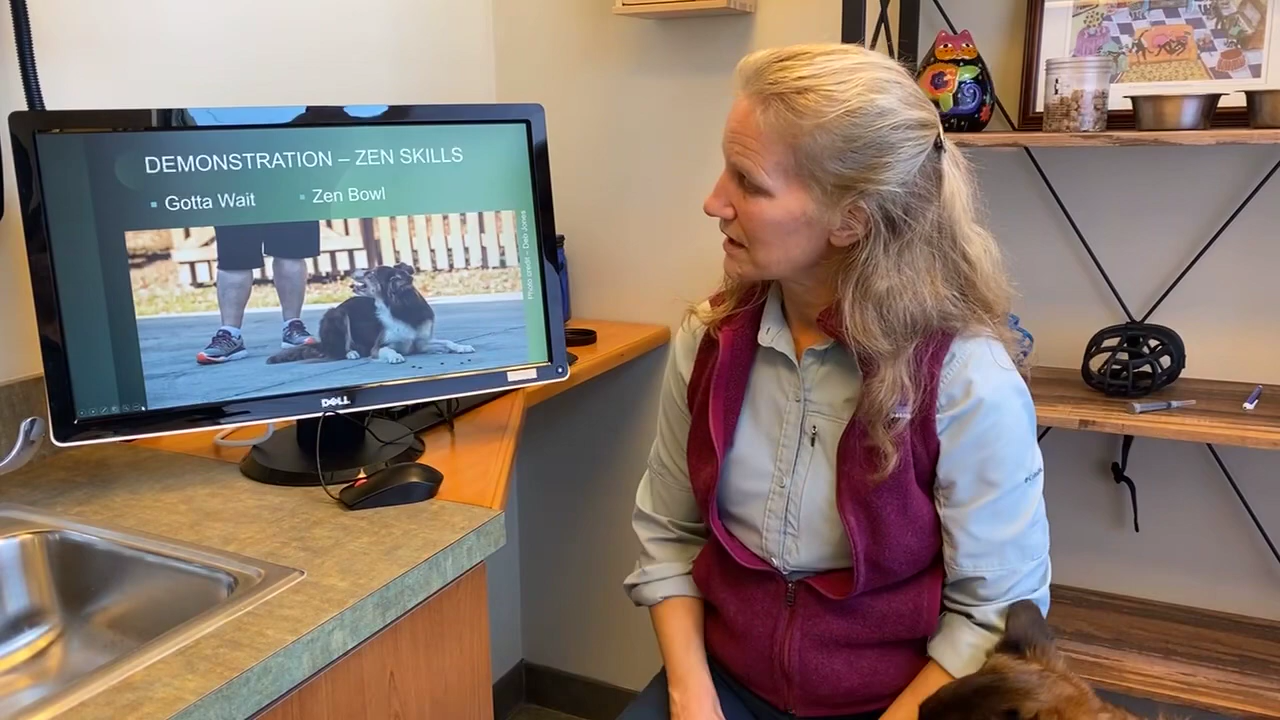 DEMONSTRATION – ZEN SKILLS
▪ Gotta Wait
▪ Zen Bowl
Photo credit – Deb Jones
DELL